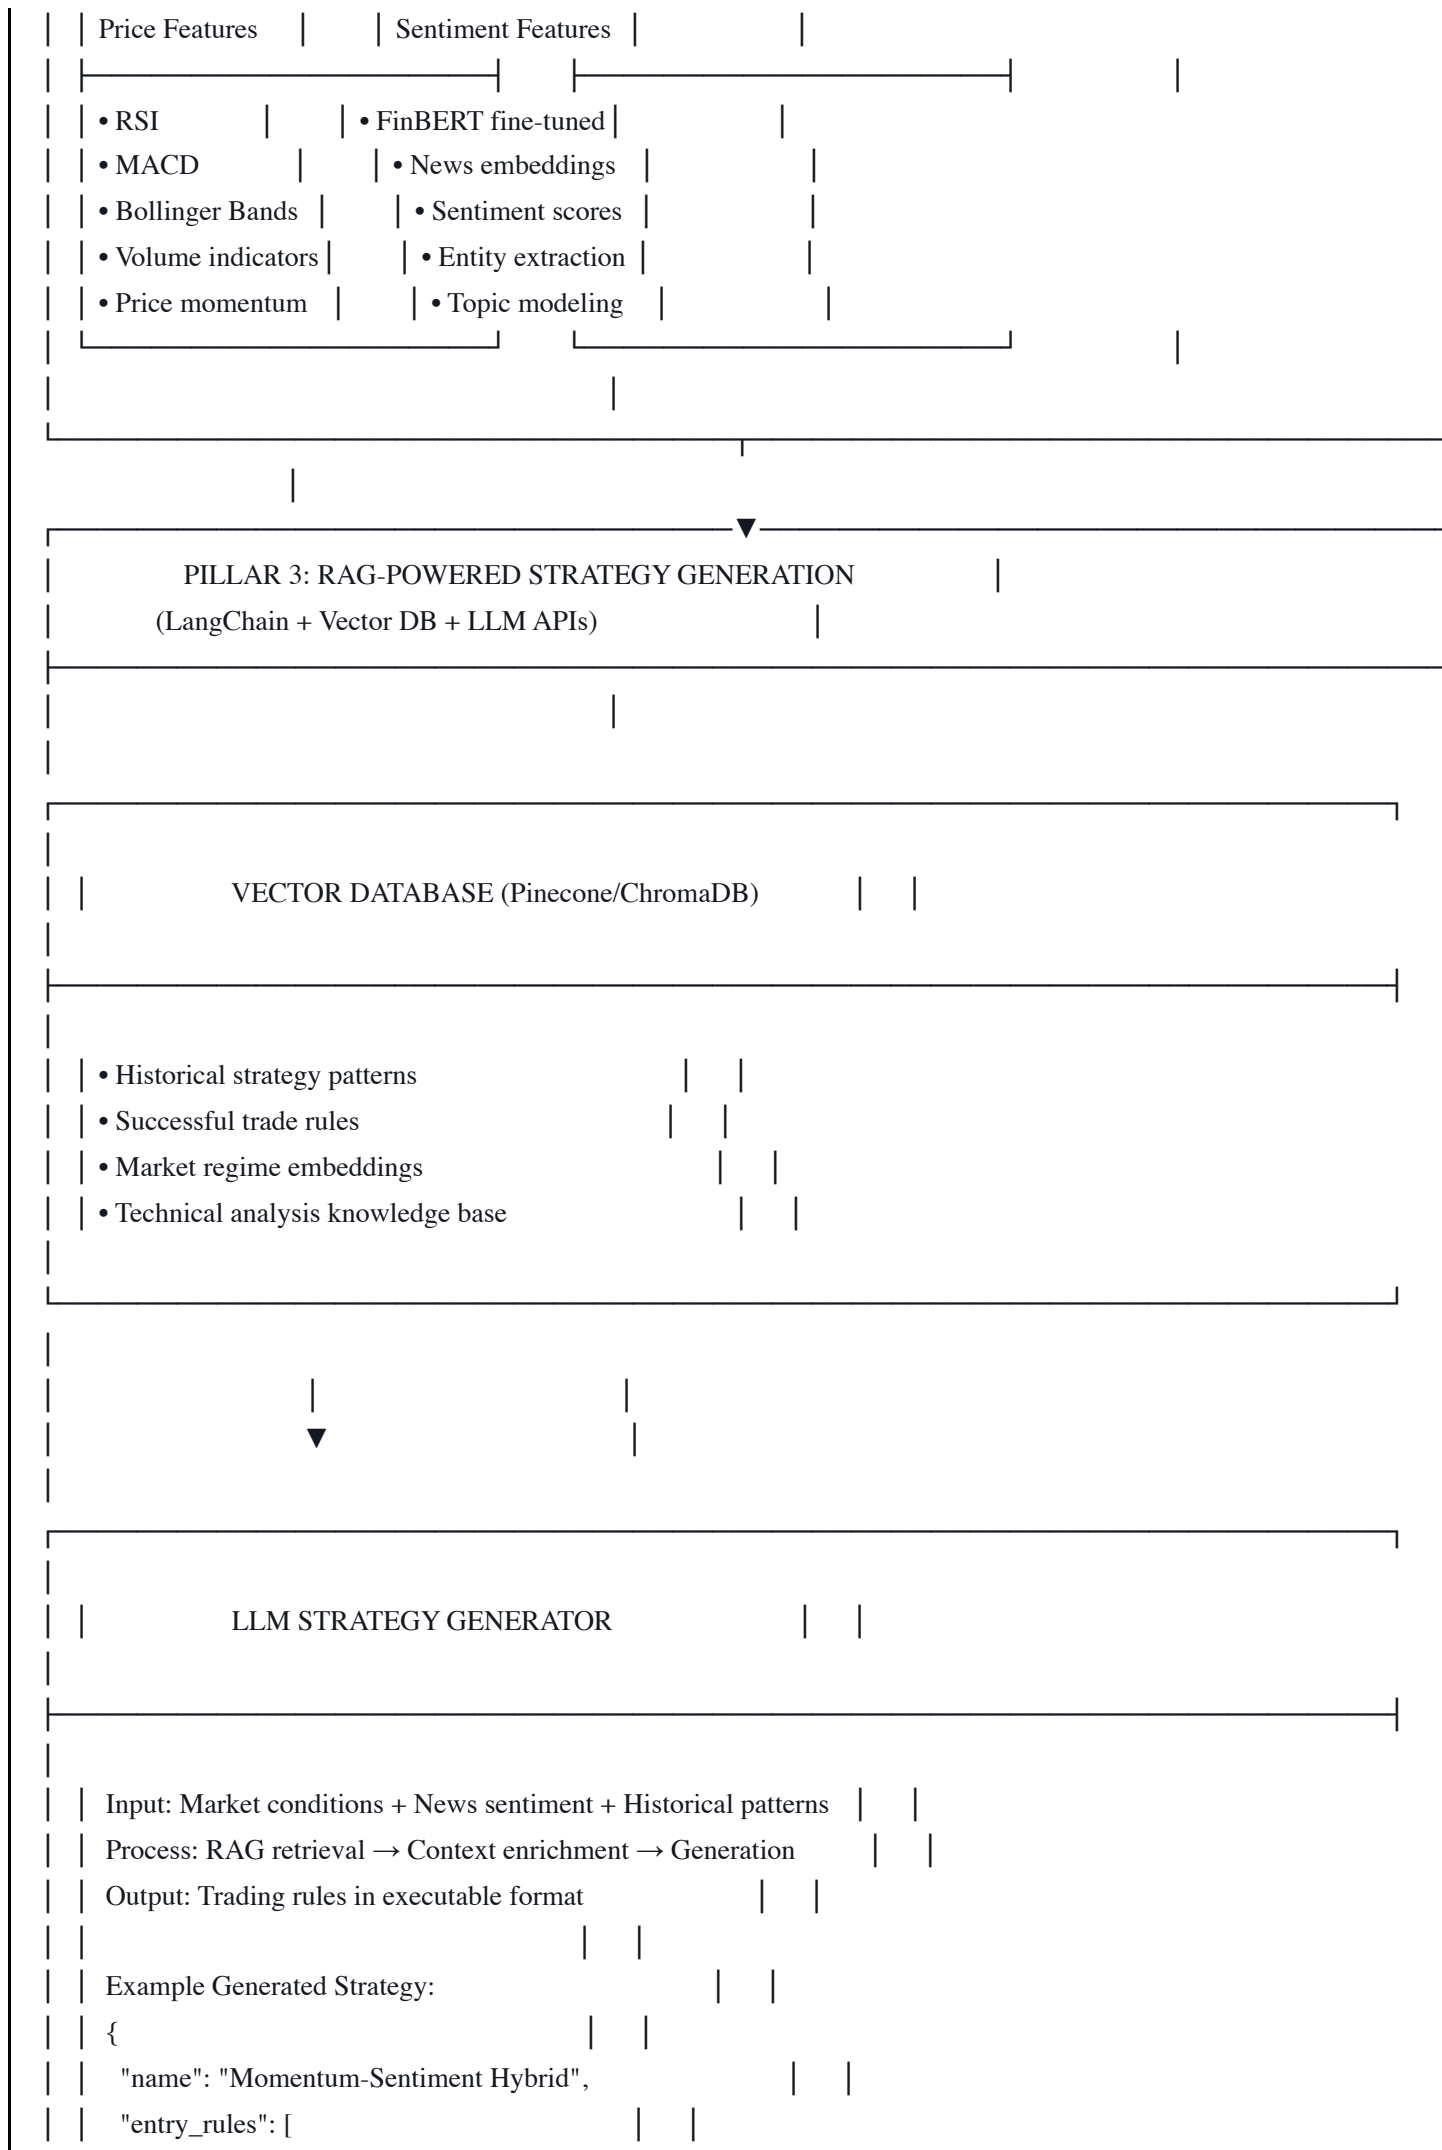 Price Features Sentiment Features
• RSI • FinBERT fine-tuned
• MACD • News embeddings
• Bollinger Bands • Sentiment scores
• Volume indicators • Entity extraction
• Price momentum • Topic modeling
▼
PILLAR 3: RAG-POWERED STRATEGY GENERATION
(LangChain + Vector DB + LLM APIs)
VECTOR DATABASE (Pinecone/ChromaDB)
• Historical strategy patterns
• Successful trade rules
• Market regime embeddings
• Technical analysis knowledge base
▼
LLM STRATEGY GENERATOR
Input: Market conditions + News sentiment + Historical patterns
Process: RAG retrieval → Context enrichment → Generation
Output: Trading rules in executable format
Example Generated Strategy:
{
"name": "Momentum-Sentiment Hybrid",
"entry_rules": [